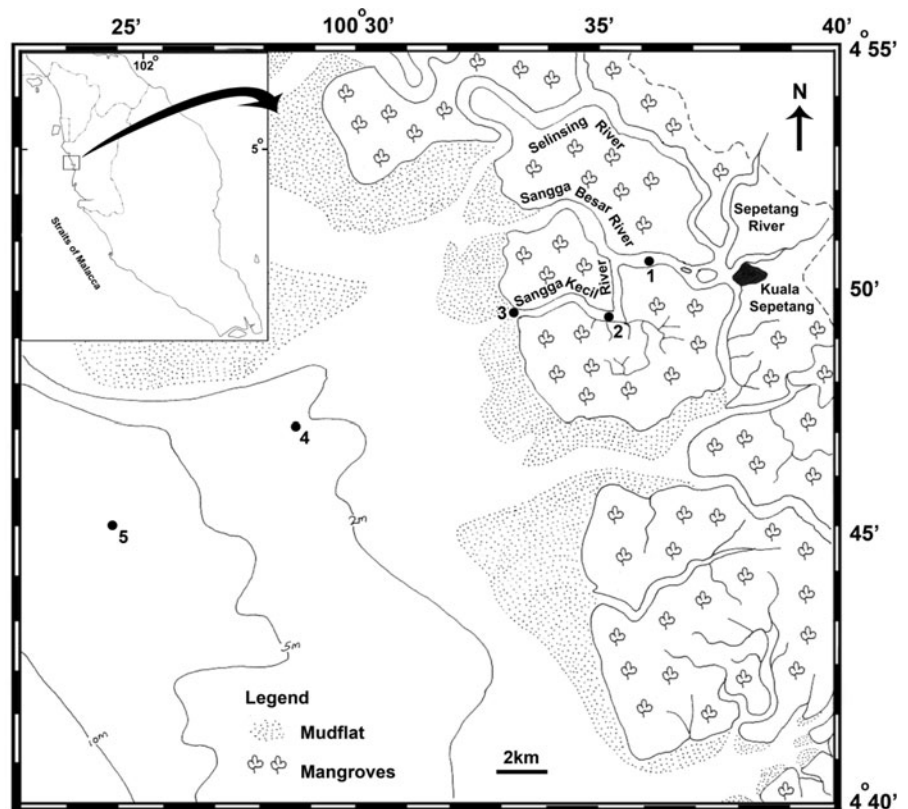 25’ 100°30’ 35’ 40’
4°55’
102°
5°
Straits of Malacca
N
Selinsing River
Sangga Besar River
Sepetang River
1
50’
Kuala Sepetang
Sangga Kecil River
3
2
4
2m
5
45’
5m
10m
Legend
Mudflat
Mangroves
2km
4°40’